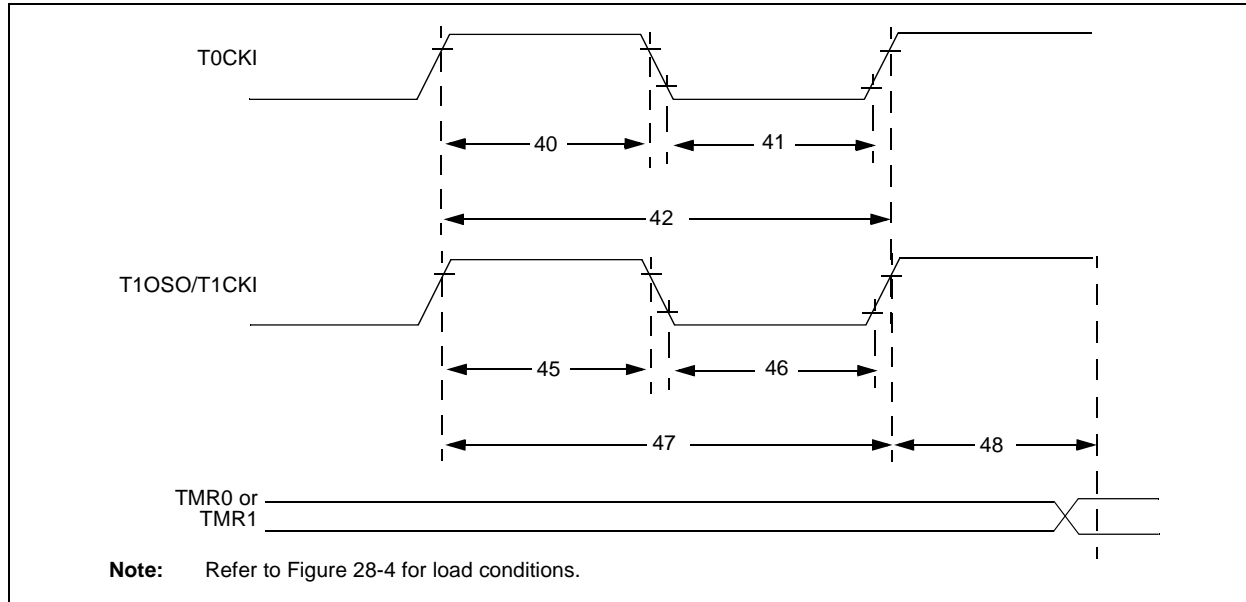 T0CKI
40
41
42
T1OSO/T1CKI
45
46
47
48
TMR0 or
TMR1
Note: Refer to Figure 28-4 for load conditions.